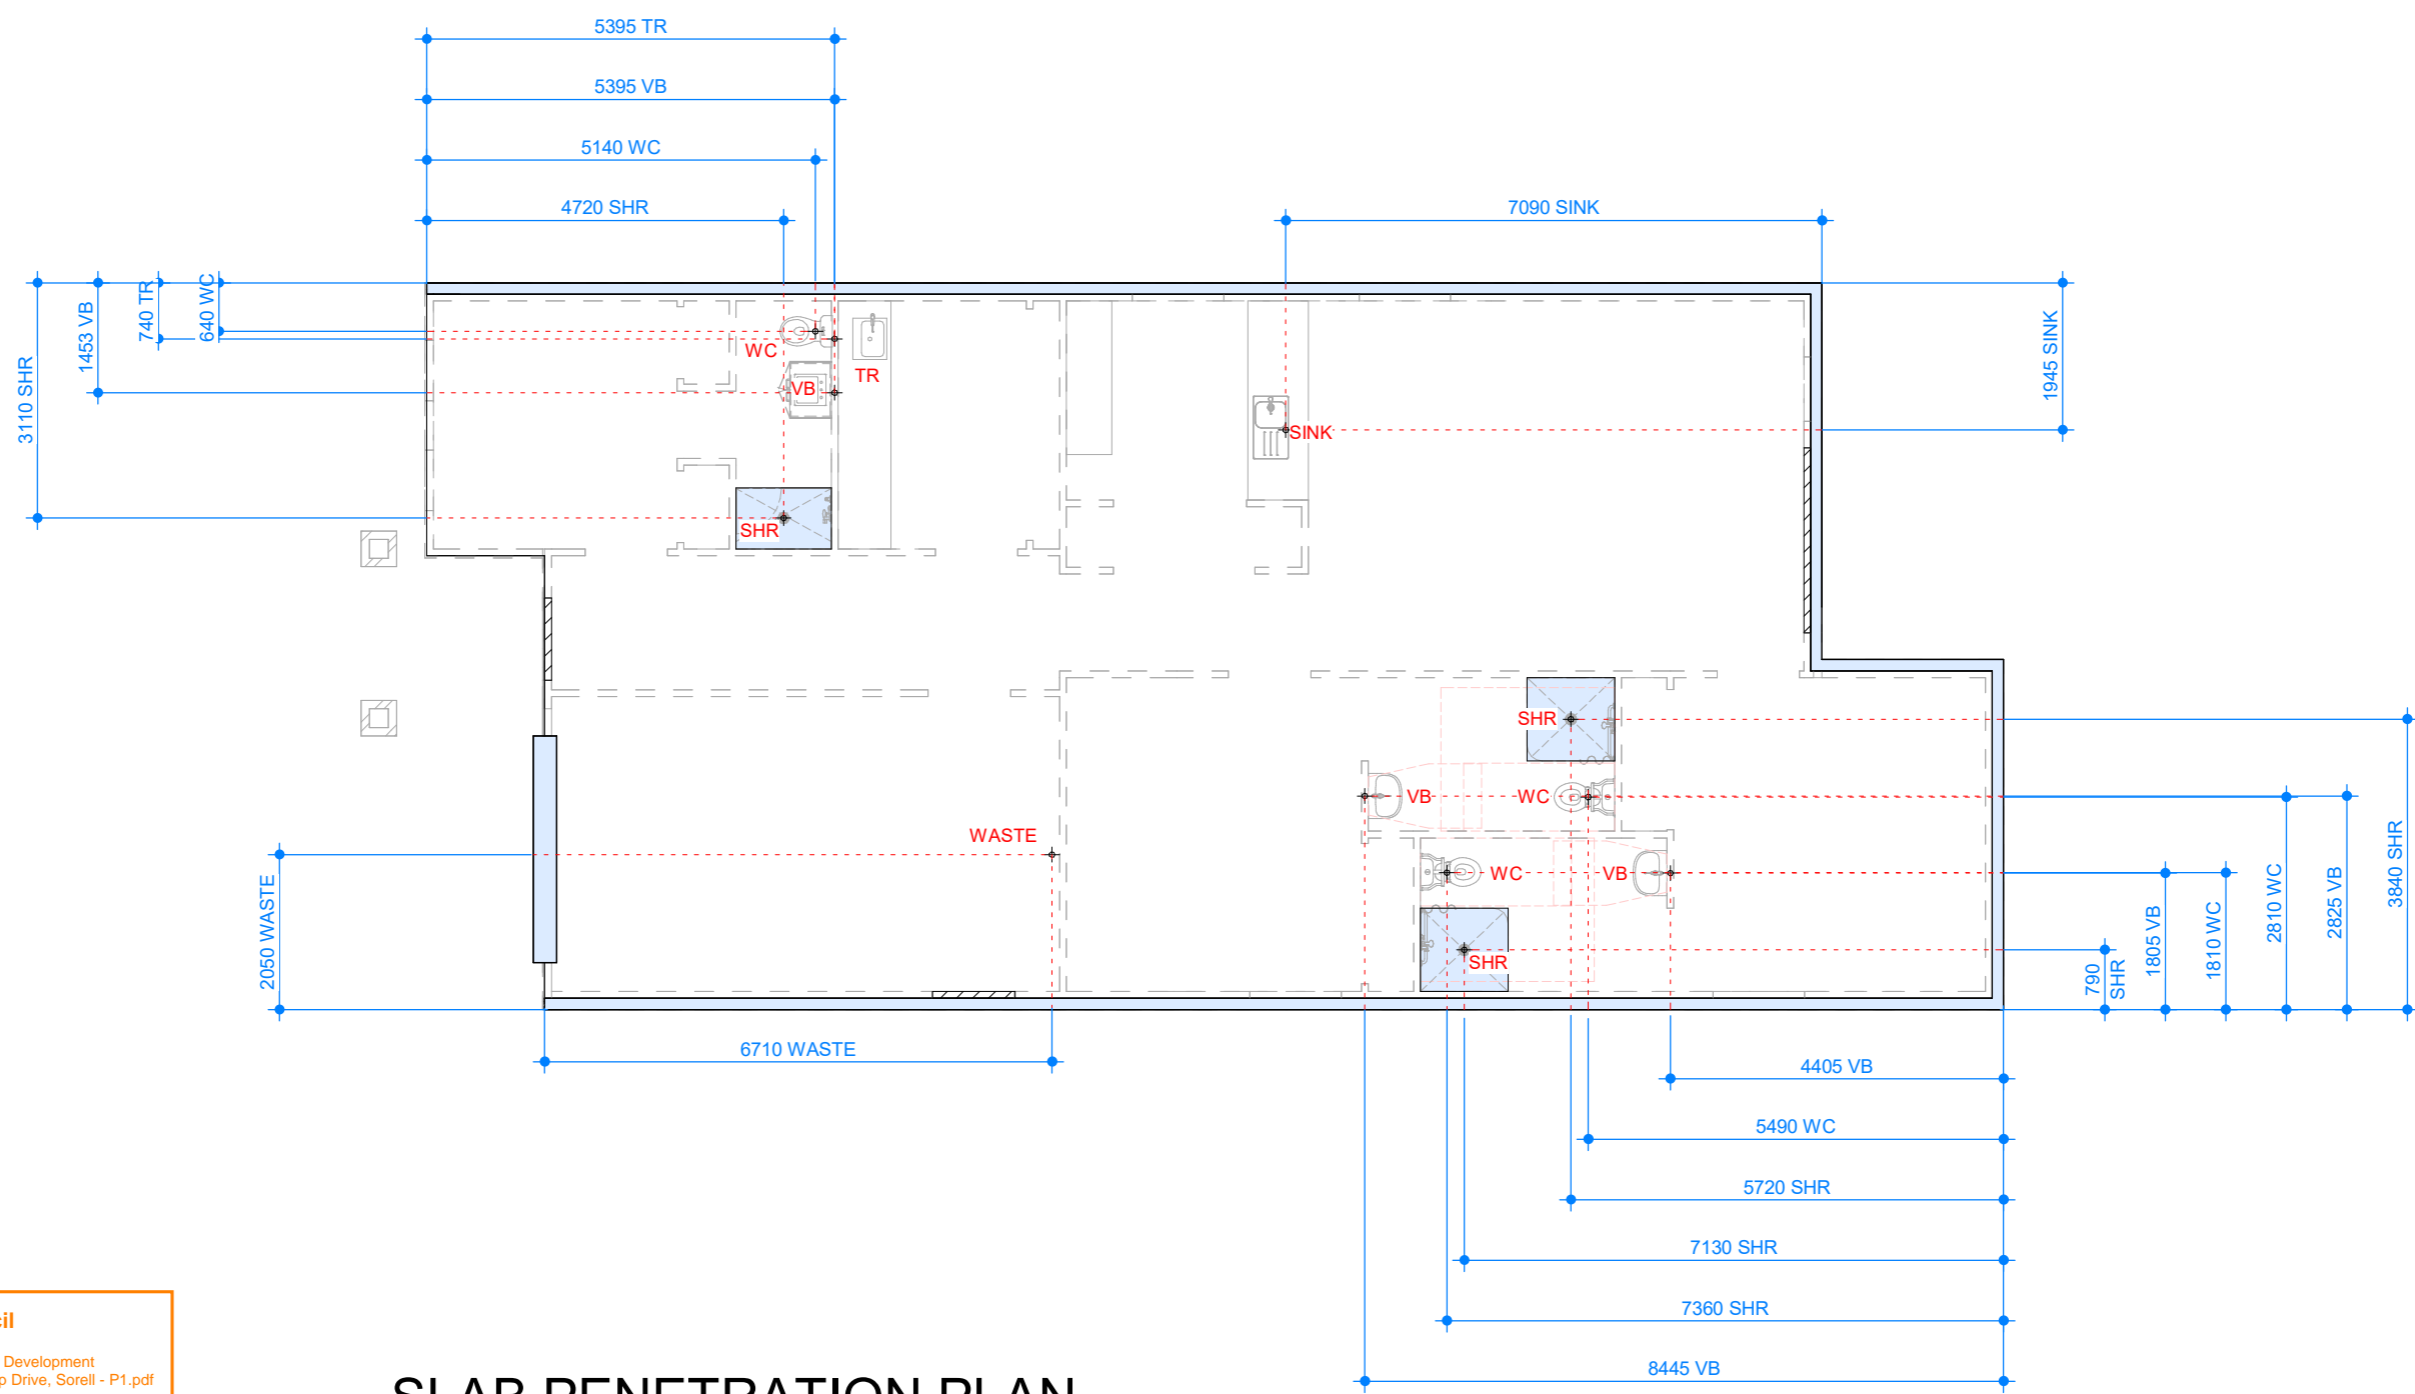 5395 TR
5395 VB
5140 WC
4720 SHR
7090 SINK
3110 SHR
1453 VB
740 TR
640 WC
1945 SINK
WC
VB
TR
SINK
SHR
SHR
VB
WC
WASTE
WC
VB
SHR
2050 WASTE
6710 WASTE
790
SHR
1805 VB
1810 WC
2810 WC
2825 VB
3840 SHR
4405 VB
5490 WC
5720 SHR
7130 SHR
7360 SHR
8445 VB
Development
Drive, Sorell - P1.pdf
SLAB PENETRATION PLAN